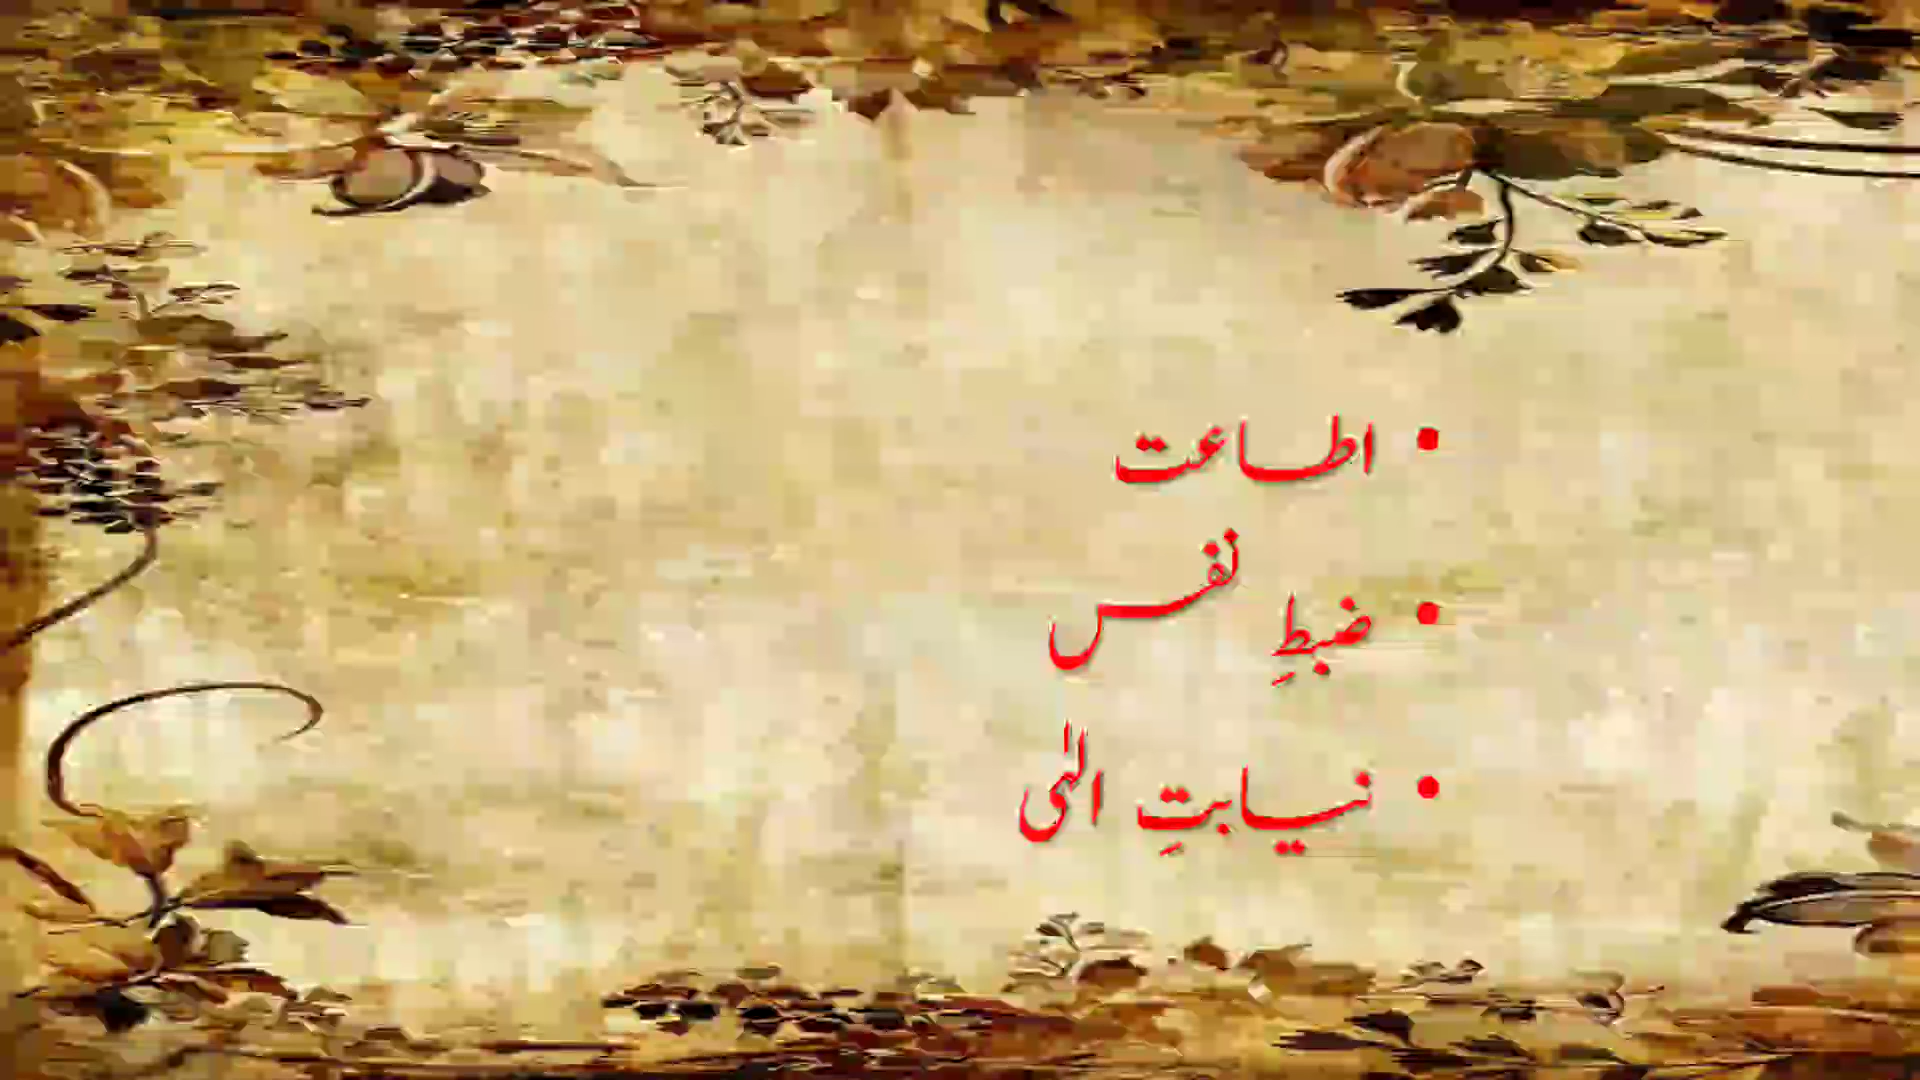 • اطاعت
• ضبطِ نفس
• نیابتِ الٰہی